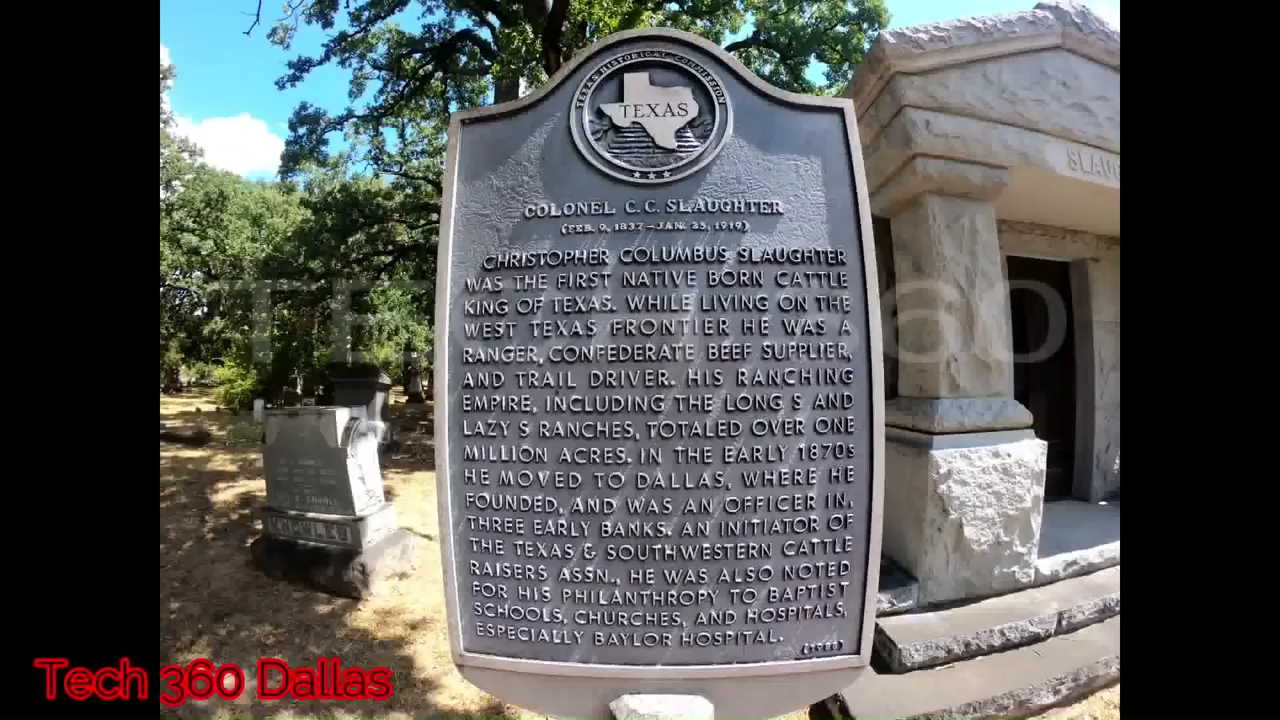 TEXAS HISTORICAL COMMISSION
TEXAS
COLONEL C. C. SLAUGHTER
(FEB. 9, 1837 – JAN. 25, 1919)
CHRISTOPHER COLUMBUS SLAUGHTER
WAS THE FIRST NATIVE BORN CATTLE
KING OF TEXAS. WHILE LIVING ON THE
WEST TEXAS FRONTIER HE WAS A
RANGER, CONFEDERATE BEEF SUPPLIER,
AND TRAIL DRIVER. HIS RANCHING
EMPIRE, INCLUDING THE LONG S AND
LAZY S RANCHES, TOTALED OVER ONE
MILLION ACRES. IN THE EARLY 1870s
HE MOVED TO DALLAS, WHERE HE
FOUNDED, AND WAS AN OFFICER IN,
THREE EARLY BANKS. AN INITIATOR OF
THE TEXAS & SOUTHWESTERN CATTLE
RAISERS ASSN., HE WAS ALSO NOTED
FOR HIS PHILANTHROPY TO BAPTIST
SCHOOLS, CHURCHES, AND HOSPITALS,
ESPECIALLY BAYLOR HOSPITAL.
(1988)
SLAUG
KNOWLES
Tech 360 Dallas